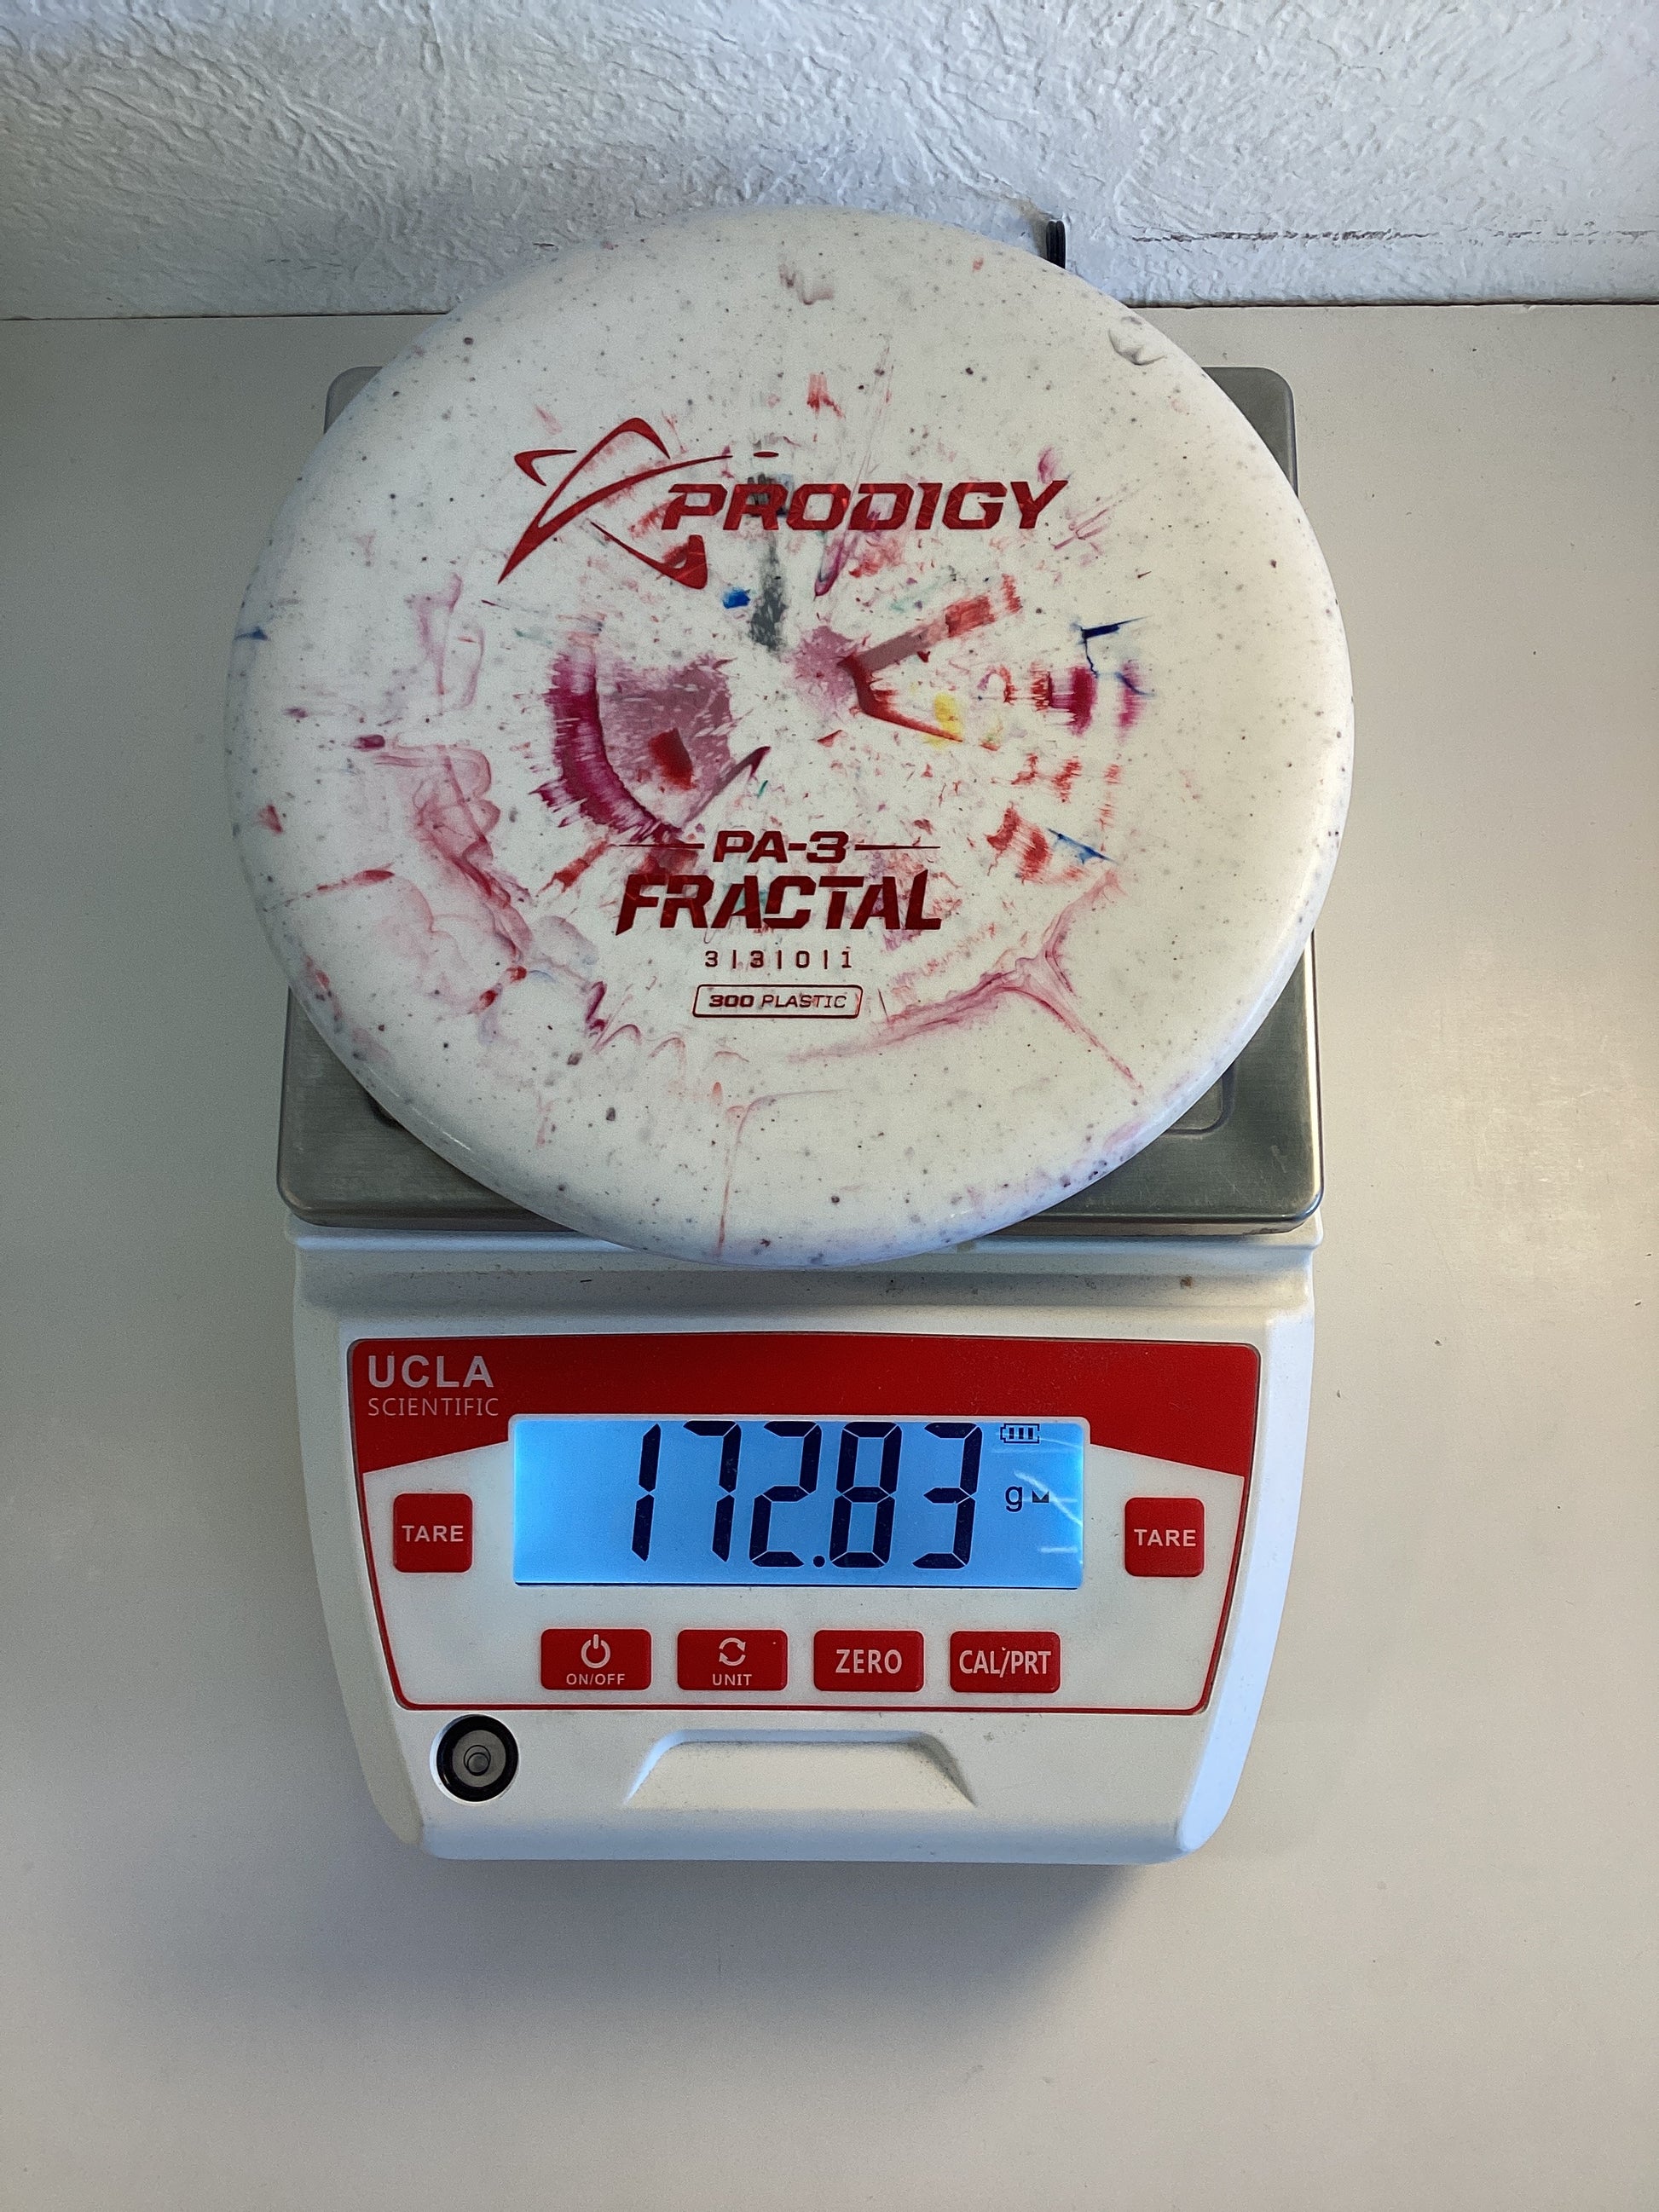 PRODIGY
PA-3
FRACTAL
3|3|0|1
300 PLASTIC
UCLA
SCIENTIFIC
172.83 g
TARE
TARE
ON/OFF
UNIT
ZERO
CAL/PRT